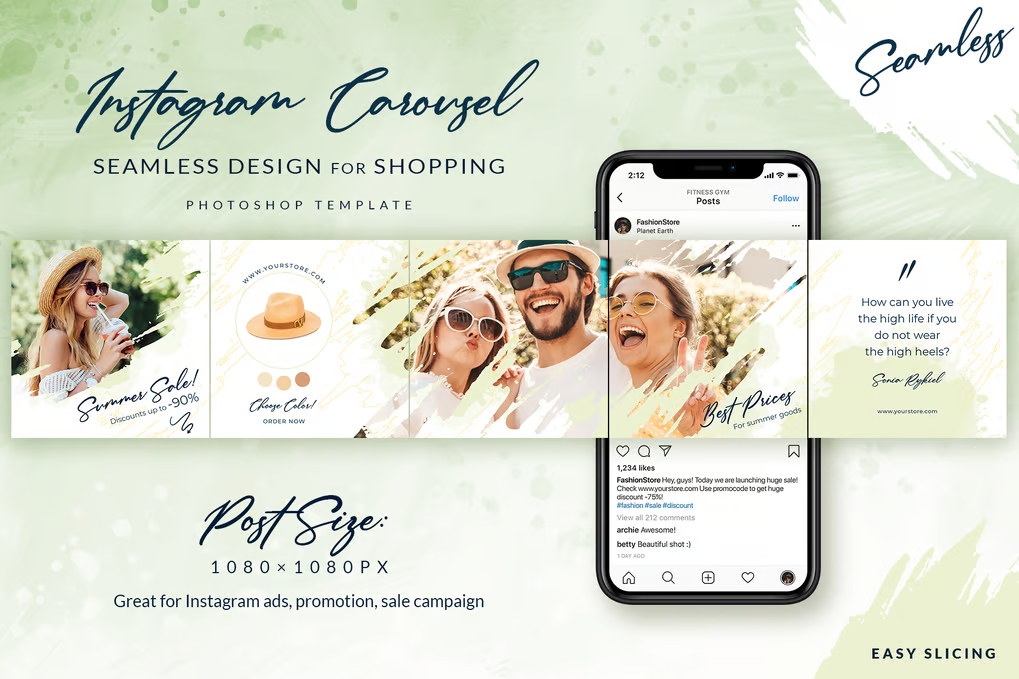 Seamless
Instagram Carousel
SEAMLESS DESIGN FOR SHOPPING
PHOTOSHOP TEMPLATE
2:12
FITNESS GYM
Posts
Follow
FashionStore
Planet Earth
Summer Sale!
Discounts up to -90%
WWW.YOURSTORE.COM
Choose Color!
ORDER NOW
Best Prices
For summer goods
"
How can you live
the high life if you
do not wear
the high heels?
Sonia Rykiel
www.yourstore.com
1,234 likes
FashionStore Hey, guys! Today we are launching huge sale!
Check www.yourstore.com Use promocode to get huge
discount -75%!
#fashion #sale #discount
View all 212 comments
archie Awesome!
betty Beautiful shot :)
1 DAY AGO
Post Size:
1080×1080PX
Great for Instagram ads, promotion, sale campaign
EASY SLICING